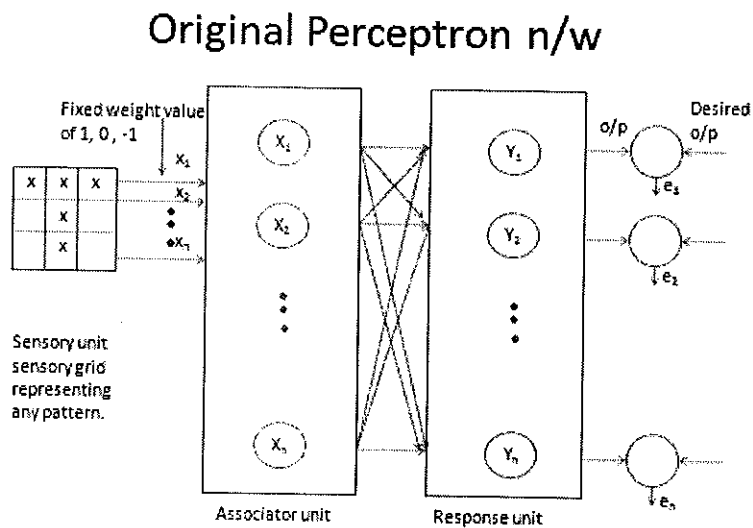 Original Perceptron n/w
Fixed weight value
of 1, 0, -1
o/p
Desired
o/p
X₁
X₂
Xₙ
X X X
X
X
X₁
X₂
Xₙ
Y₁
Y₂
Yₙ
e₁
e₂
eₙ
Sensory unit
sensory grid
representing
any pattern.
Associator unit
Response unit